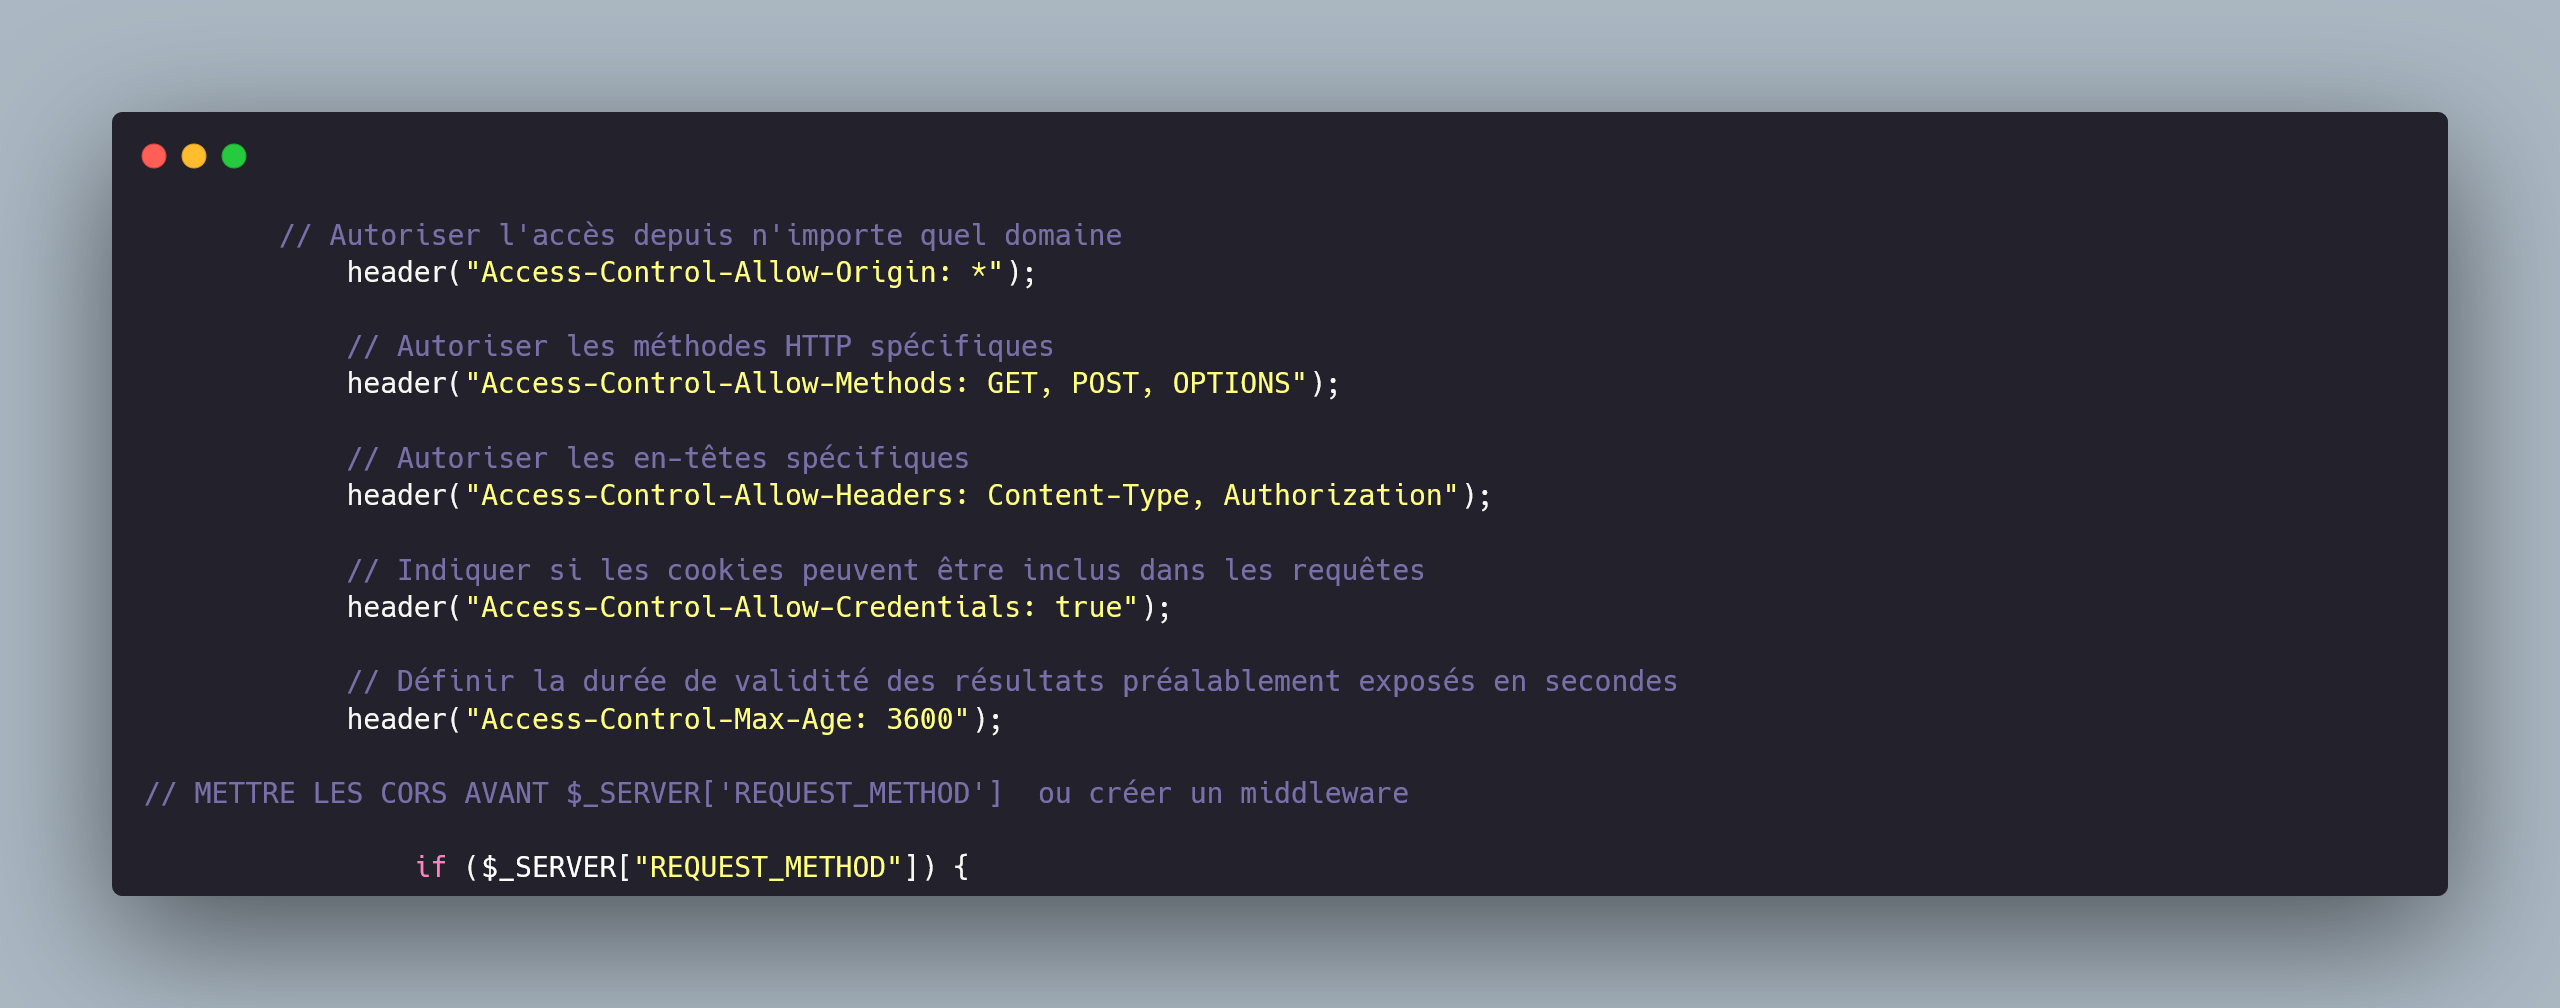 // Autoriser l'accès depuis n'importe quel domaine
header("Access-Control-Allow-Origin: *");
// Autoriser les méthodes HTTP spécifiques
header("Access-Control-Allow-Methods: GET, POST, OPTIONS");
// Autoriser les en-têtes spécifiques
header("Access-Control-Allow-Headers: Content-Type, Authorization");
// Indiquer si les cookies peuvent être inclus dans les requêtes
header("Access-Control-Allow-Credentials: true");
// Définir la durée de validité des résultats préalablement exposés en secondes
header("Access-Control-Max-Age: 3600");
// METTRE LES CORS AVANT $_SERVER['REQUEST_METHOD']  ou créer un middleware
if ($_SERVER["REQUEST_METHOD"]) {